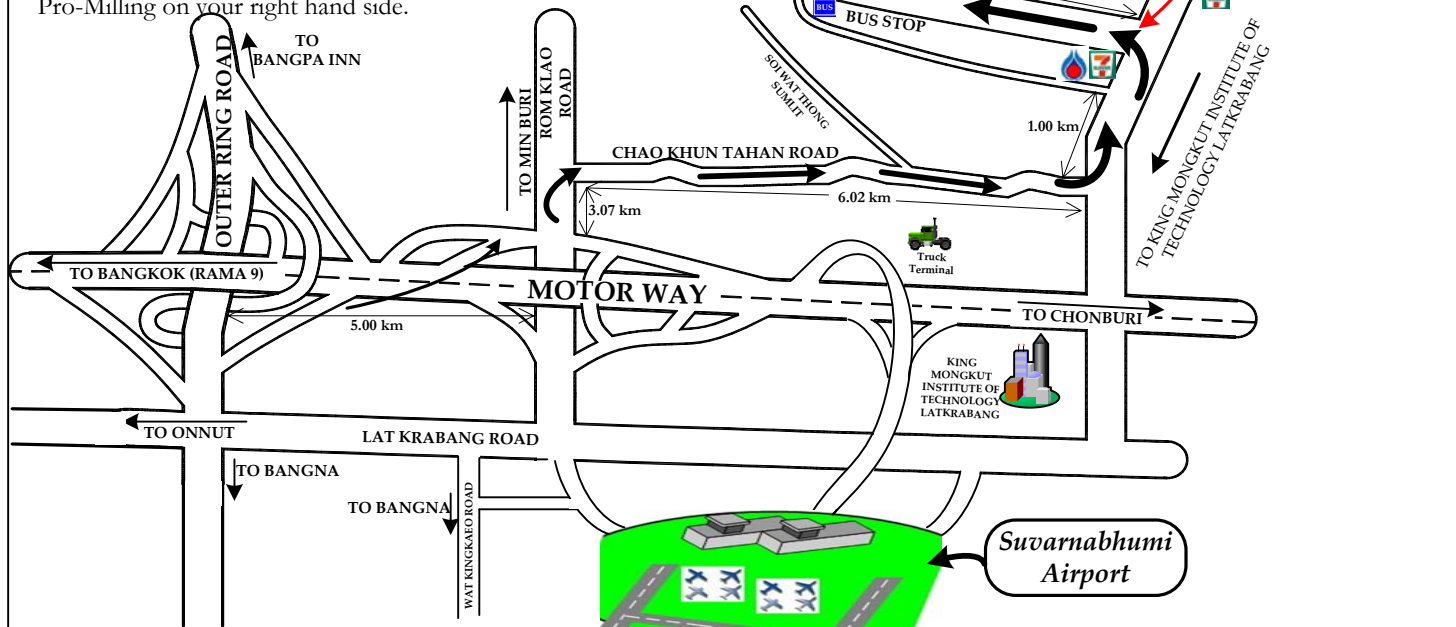 Pro-Milling on your right hand side.
BUS
BUS STOP
TO
BANGPA INN
OUTER RING ROAD
TO MIN BURI
ROM KLAO
ROAD
SOI WAT THONG
SUMLIT
1.00 km
TO KING MONGKUT INSTITUTE OF
TECHNOLOGY LATKRABANG
CHAO KHUN TAHAN ROAD
3.07 km
6.02 km
Truck
Terminal
TO BANGKOK (RAMA 9)
MOTOR WAY
TO CHONBURI
5.00 km
KING
MONGKUT
INSTITUTE OF
TECHNOLOGY
LATKRABANG
TO ONNUT
LAT KRABANG ROAD
TO BANGNA
TO BANGNA
WAT KINGKAEO ROAD
Suvarnabhumi
Airport